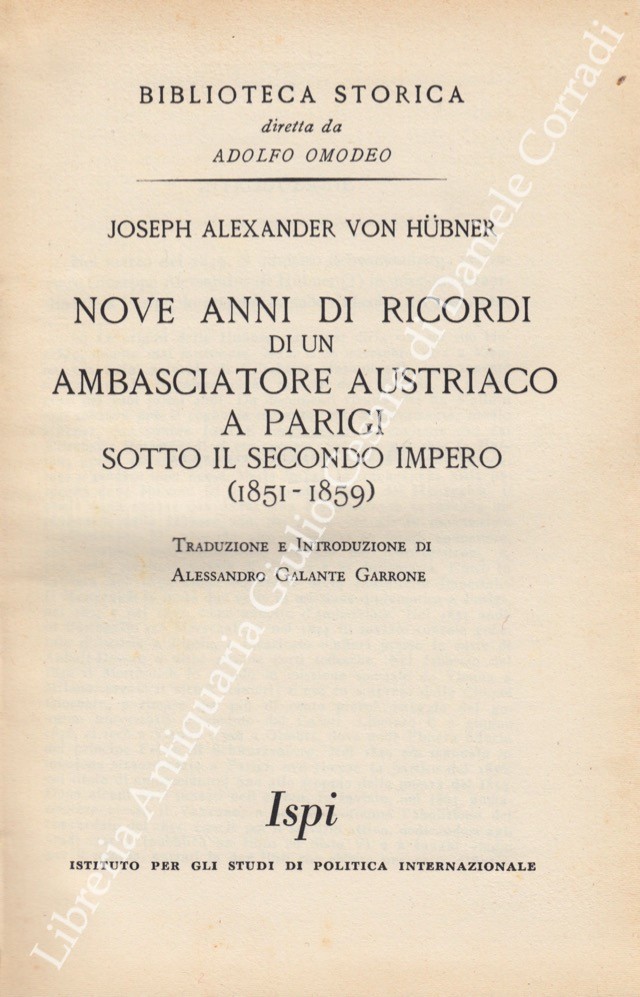 BIBLIOTECA STORICA
diretta da
ADOLFO OMODEO
JOSEPH ALEXANDER VON HÜBNER
NOVE ANNI DI RICORDI
DI UN
AMBASCIATORE AUSTRIACO
A PARIGI
SOTTO IL SECONDO IMPERO
(1851-1859)
TRADUZIONE E INTRODUZIONE DI
ALESSANDRO GALANTE GARRONE
Ispi
ISTITUTO PER GLI STUDI DI POLITICA INTERNAZIONALE
Libreria Antiquaria Giulio Cesare di Daniele Corradi